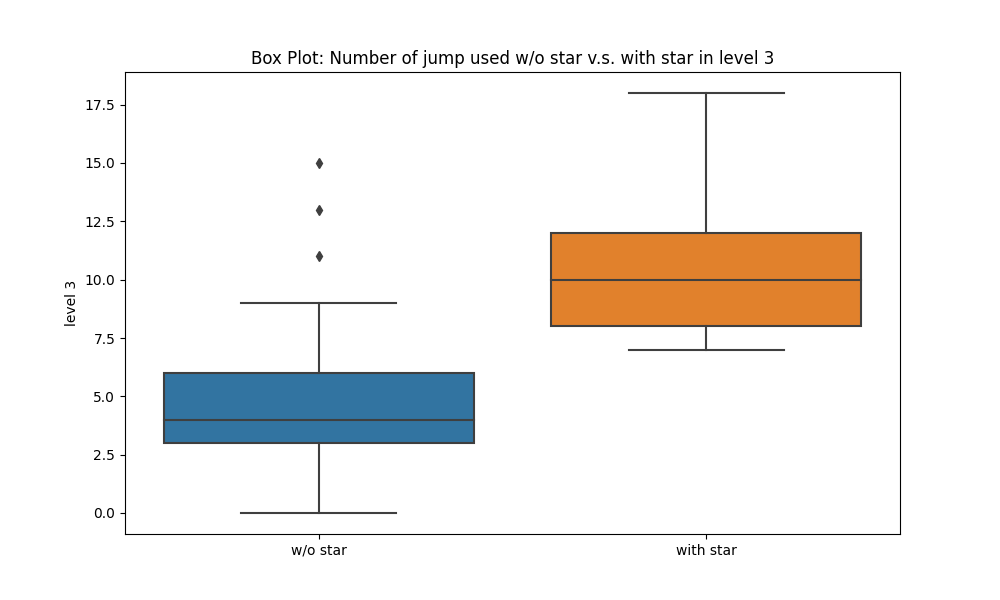 Box Plot: Number of jump used w/o star v.s. with star in level 3
17.5
15.0
12.5
10.0
7.5
5.0
2.5
0.0
level 3
w/o star
with star